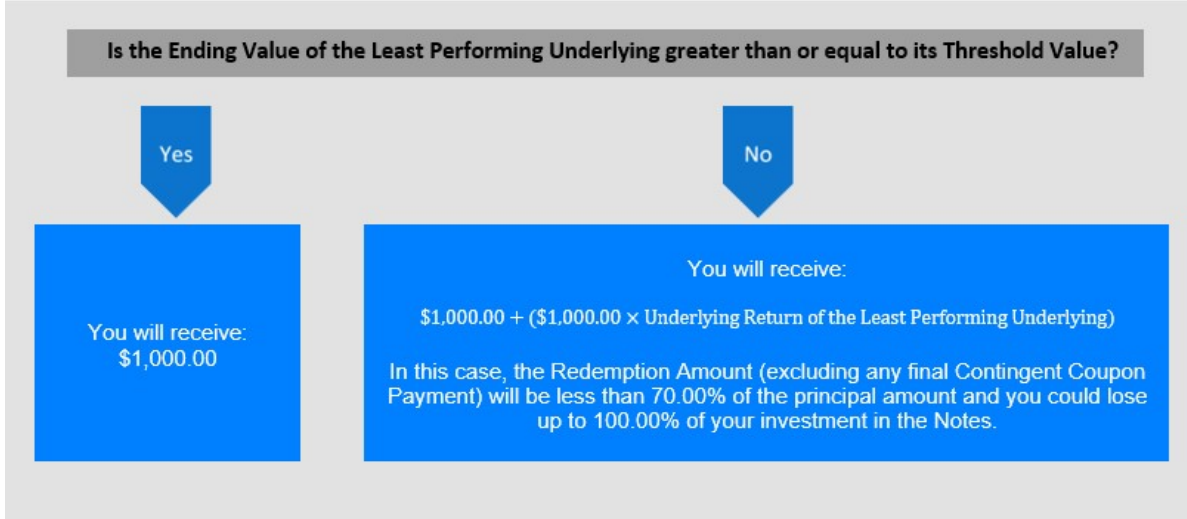 Is the Ending Value of the Least Performing Underlying greater than or equal to its Threshold Value?
Yes
No
You will receive:
$1,000.00
You will receive:
$1,000.00 + ($1,000.00 × Underlying Return of the Least Performing Underlying)
In this case, the Redemption Amount (excluding any final Contingent Coupon
Payment) will be less than 70.00% of the principal amount and you could lose
up to 100.00% of your investment in the Notes.